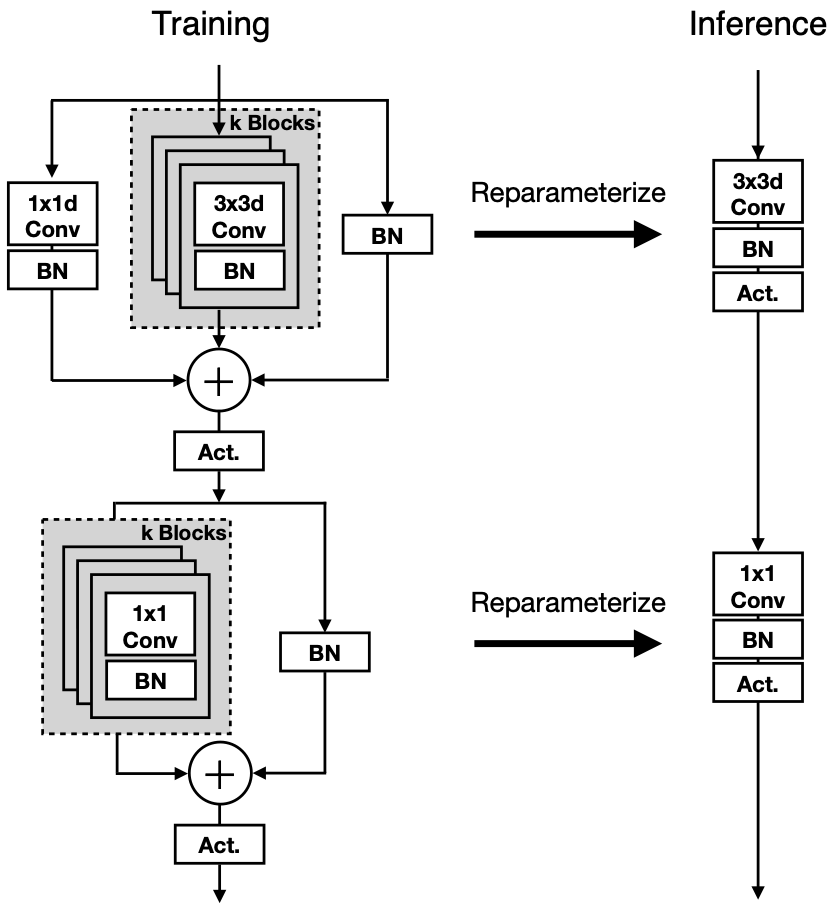 Training
Inference
k Blocks
1x1d
Conv
BN
3x3d
Conv
BN
BN
Reparameterize
3x3d
Conv
BN
Act.
+
Act.
k Blocks
1x1
Conv
BN
BN
Reparameterize
1x1
Conv
BN
Act.
+
Act.